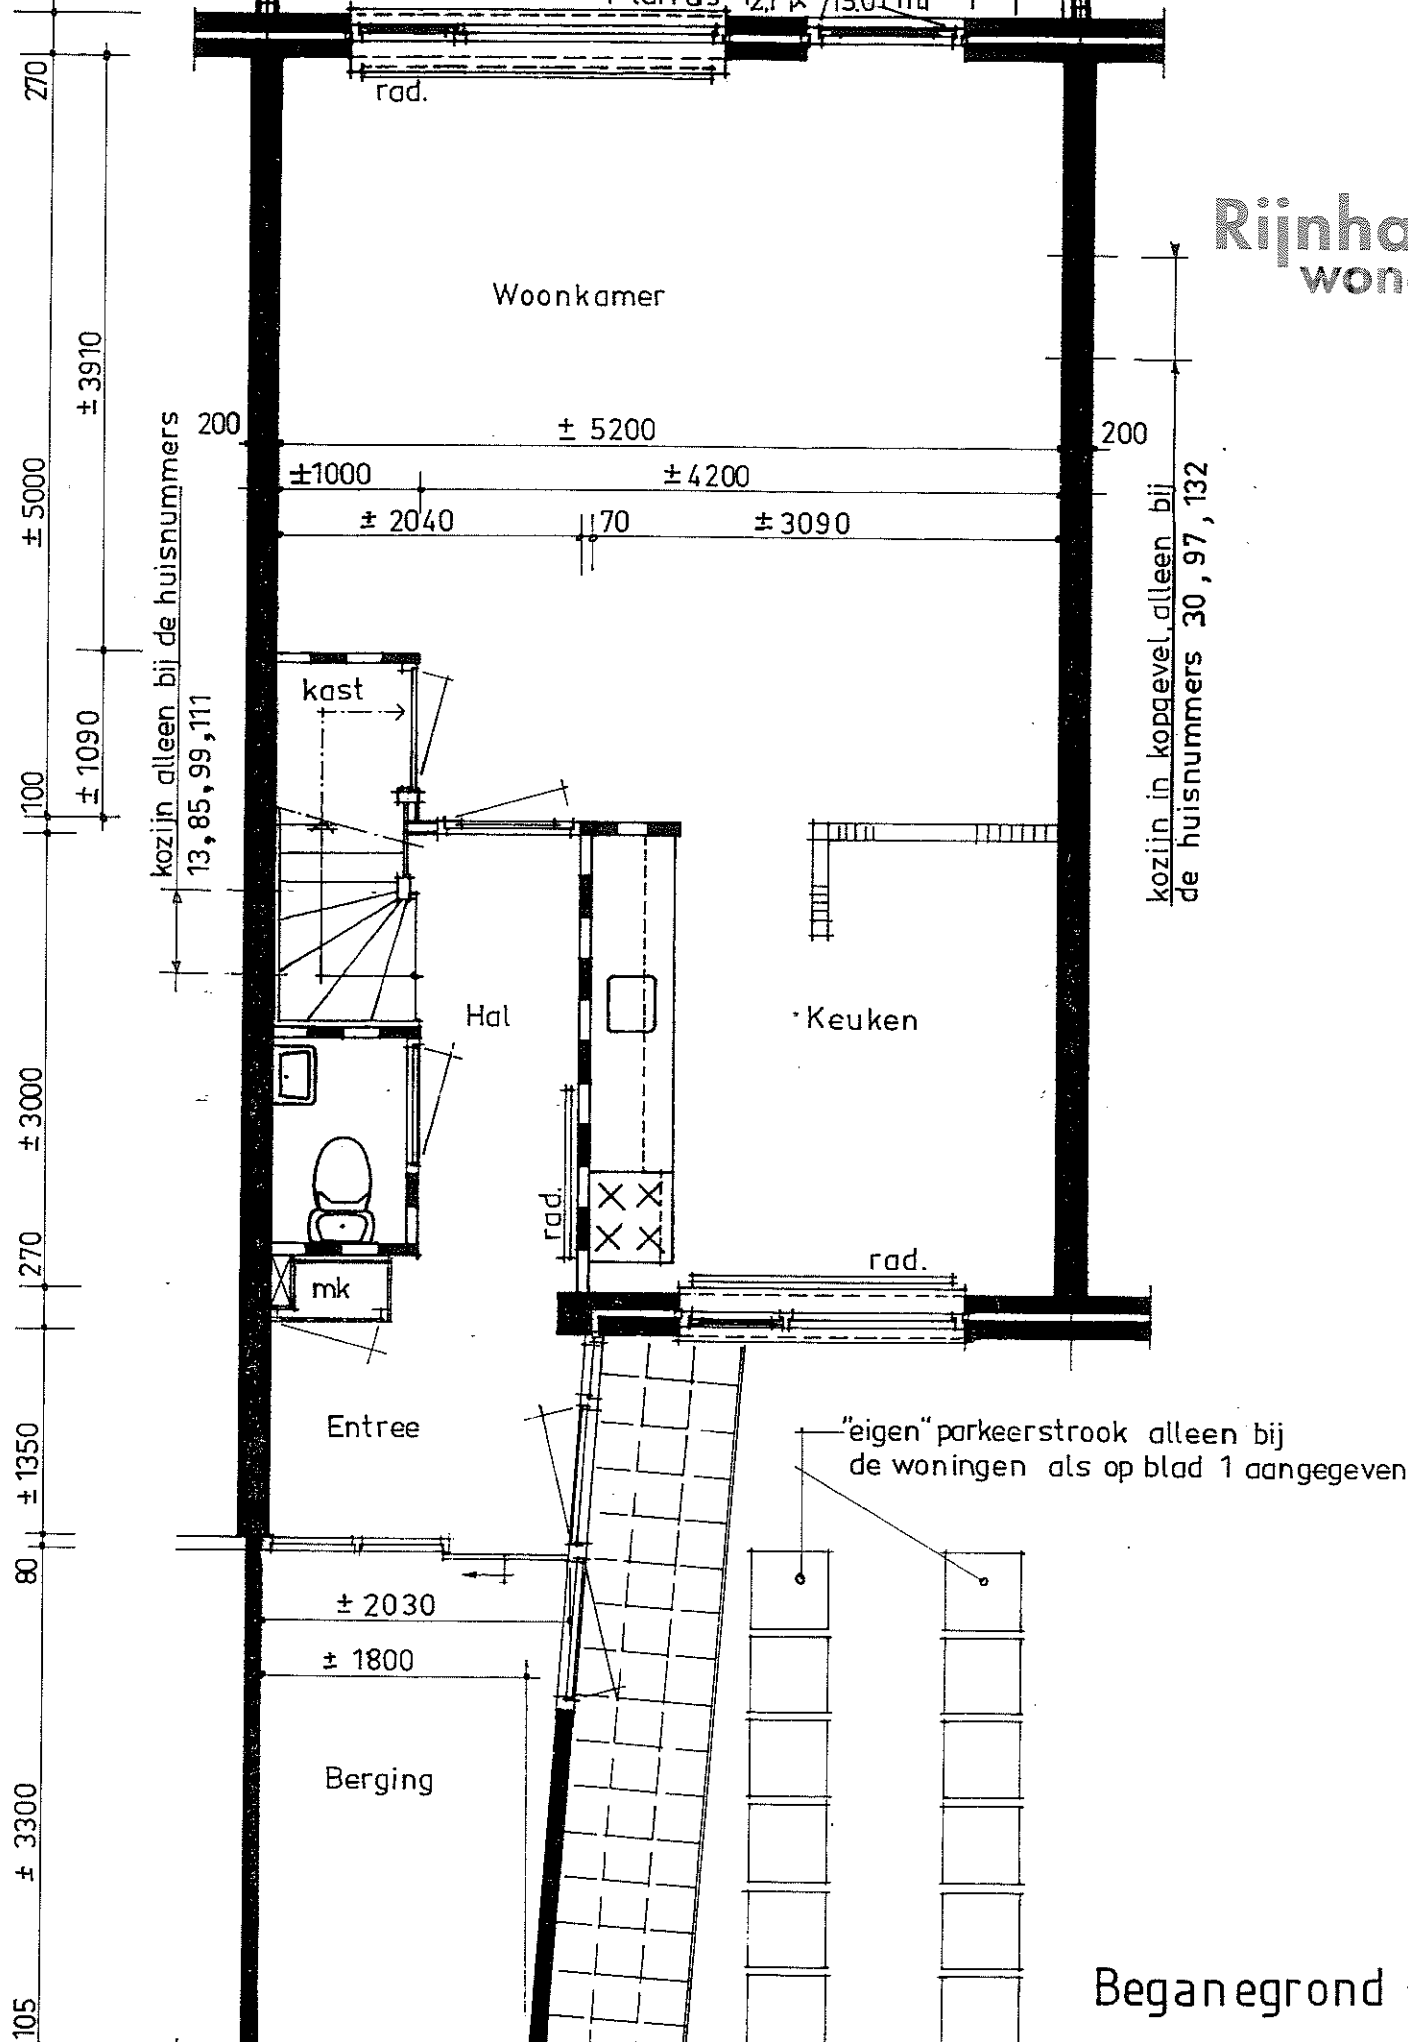 rad.
270
Rijnha
won
Woonkamer
± 3910
± 5000
200
± 5200
200
±1000
±4200
± 2040
70
± 3090
kozijn alleen bij de huisnummers
13, 85, 99, 111
kozijn in kopgevel alleen bij
de huisnummers 30, 97, 132
kast
± 1090
100
Hal
Keuken
±3000
rad.
270
rad.
mk
Entree
± 1350
"eigen" parkeerstrook alleen bij
de woningen als op blad 1 aangegeven
80
± 2030
± 1800
Berging
± 3300
105
Beganegrond